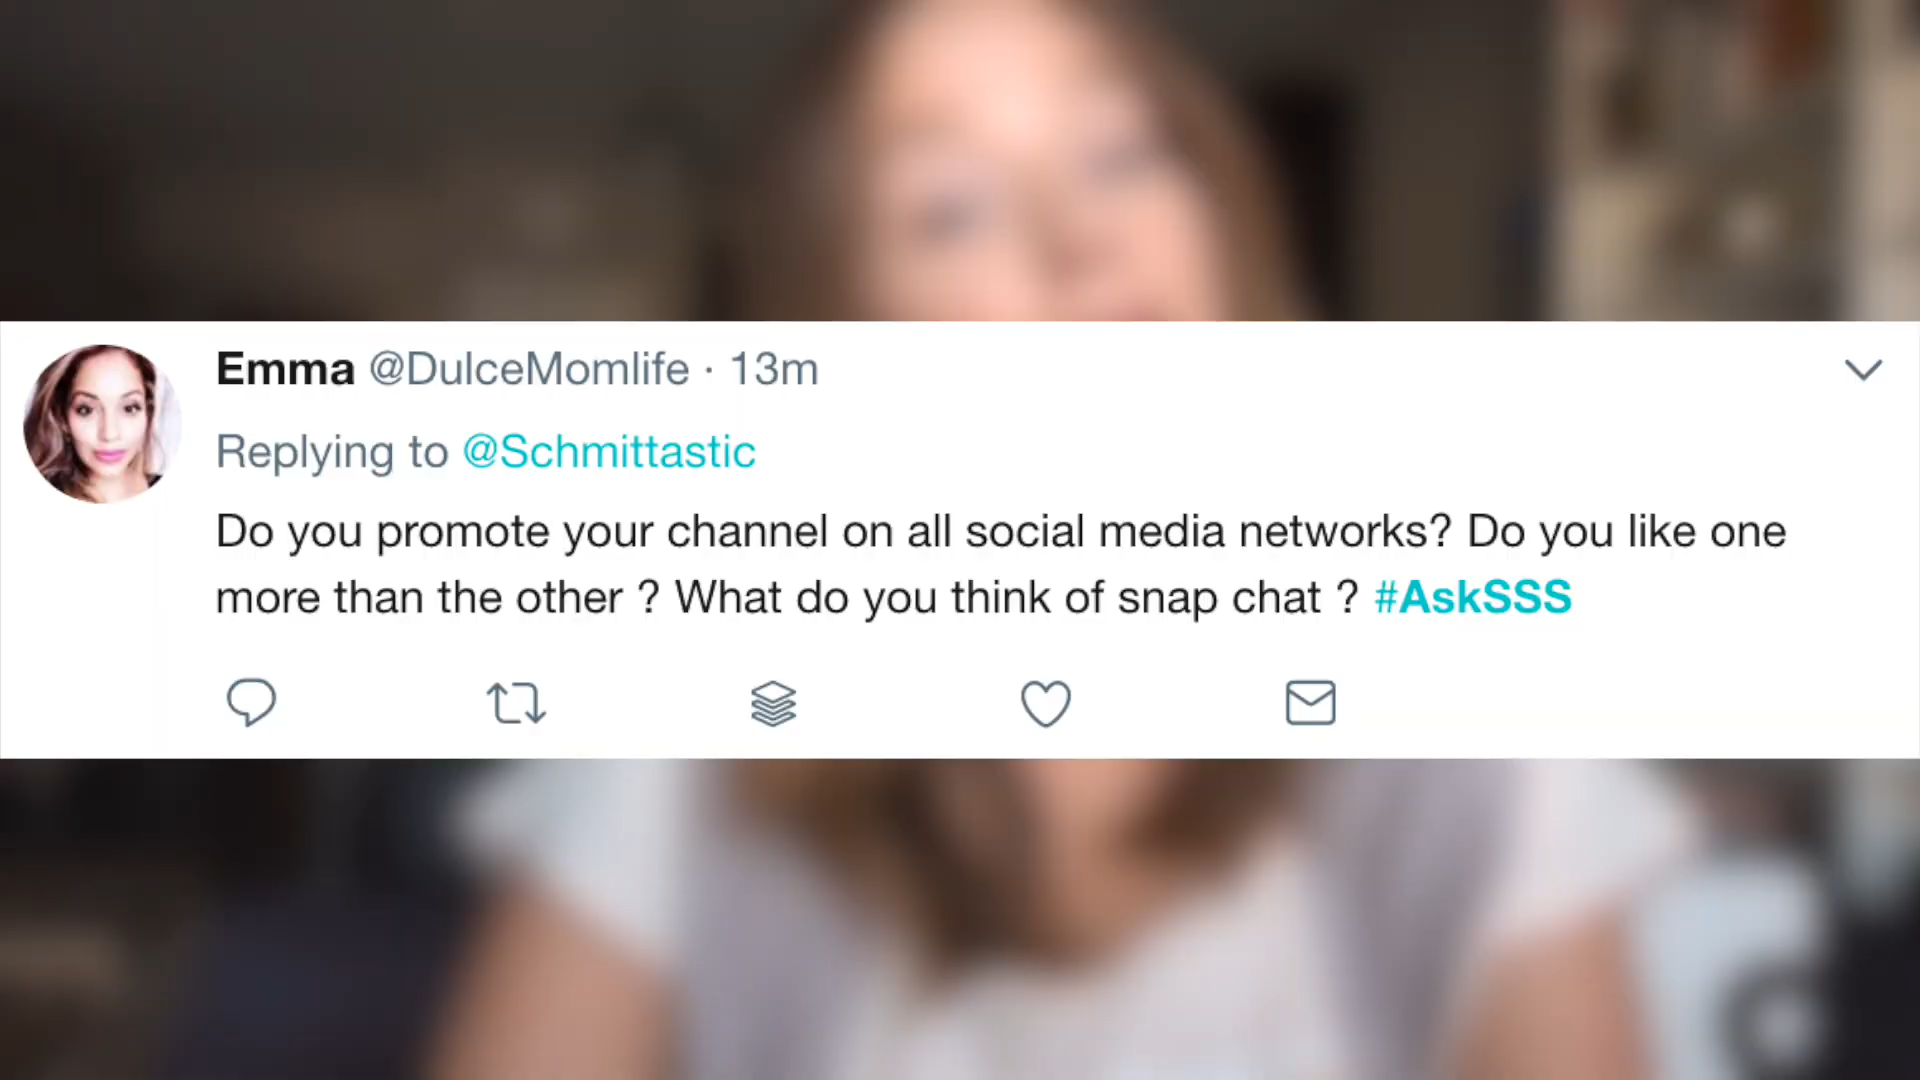 Emma @DulceMomlife · 13m
Replying to @Schmittastic
Do you promote your channel on all social media networks? Do you like one
more than the other ? What do you think of snap chat ? #AskSSS